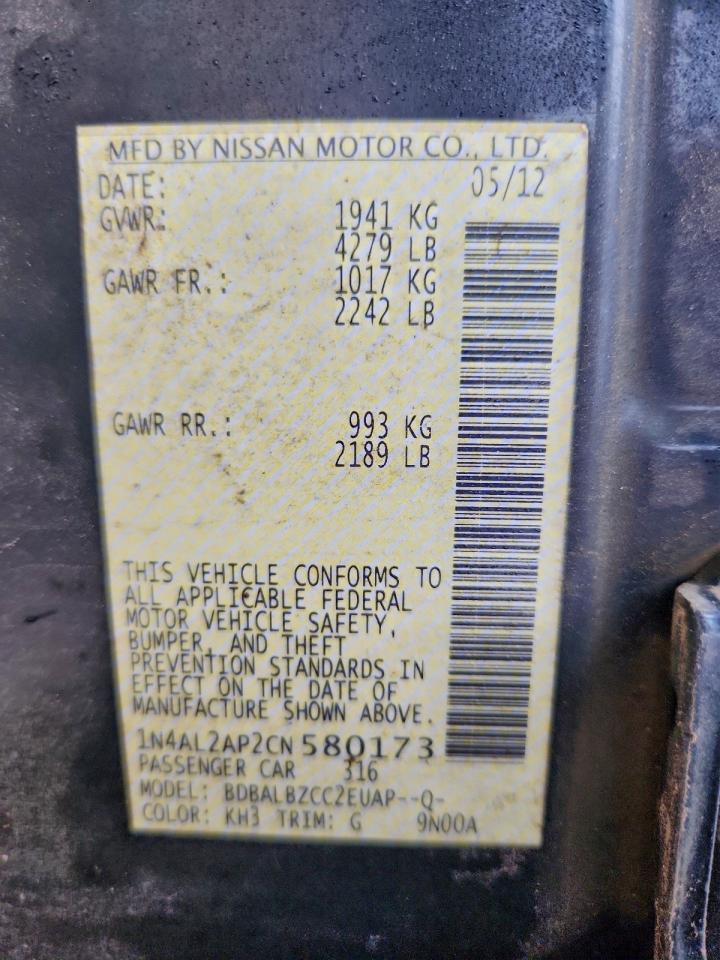 MFD BY NISSAN MOTOR CO., LTD.
DATE: 05/12
GVWR: 1941 KG
4279 LB
GAWR FR.: 1017 KG
2242 LB
GAWR RR.: 993 KG
2189 LB
THIS VEHICLE CONFORMS TO
ALL APPLICABLE FEDERAL
MOTOR VEHICLE SAFETY,
BUMPER, AND THEFT
PREVENTION STANDARDS IN
EFFECT ON THE DATE OF
MANUFACTURE SHOWN ABOVE.
1N4AL2AP2CN580173
PASSENGER CAR 316
MODEL: BDBALBZCC2EUAP--Q-
COLOR: KH3 TRIM: G 9N00A